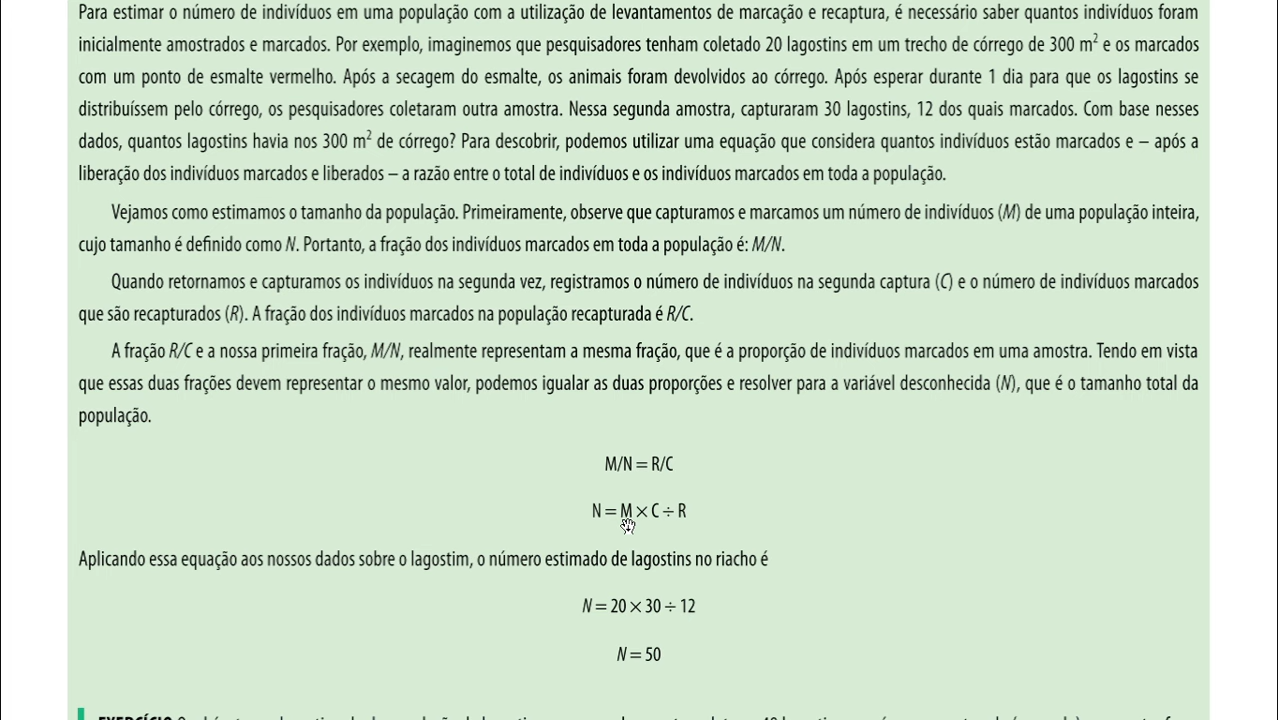 Para estimar o número de indivíduos em uma população com a utilização de levantamentos de marcação e recaptura, é necessário saber quantos indivíduos foram
inicialmente amostrados e marcados. Por exemplo, imaginemos que pesquisadores tenham coletado 20 lagostins em um trecho de córrego de 300 m² e os marcados
com um ponto de esmalte vermelho. Após a secagem do esmalte, os animais foram devolvidos ao córrego. Após esperar durante 1 dia para que os lagostins se
distribuíssem pelo córrego, os pesquisadores coletaram outra amostra. Nessa segunda amostra, capturaram 30 lagostins, 12 dos quais marcados. Com base nesses
dados, quantos lagostins havia nos 300 m² de córrego? Para descobrir, podemos utilizar uma equação que considera quantos indivíduos estão marcados e – após a
liberação dos indivíduos marcados e liberados – a razão entre o total de indivíduos e os indivíduos marcados em toda a população.
Vejamos como estimamos o tamanho da população. Primeiramente, observe que capturamos e marcamos um número de indivíduos (M) de uma população inteira,
cujo tamanho é definido como N. Portanto, a fração dos indivíduos marcados em toda a população é: M/N.
Quando retornamos e capturamos os indivíduos na segunda vez, registramos o número de indivíduos na segunda captura (C) e o número de indivíduos marcados
que são recapturados (R). A fração dos indivíduos marcados na população recapturada é R/C.
A fração R/C e a nossa primeira fração, M/N, realmente representam a mesma fração, que é a proporção de indivíduos marcados em uma amostra. Tendo em vista
que essas duas frações devem representar o mesmo valor, podemos igualar as duas proporções e resolver para a variável desconhecida (N), que é o tamanho total da
população.
M/N = R/C
N = M × C ÷ R
Aplicando essa equação aos nossos dados sobre o lagostim, o número estimado de lagostins no riacho é
N = 20 × 30 ÷ 12
N = 50
EXERCÍCIO